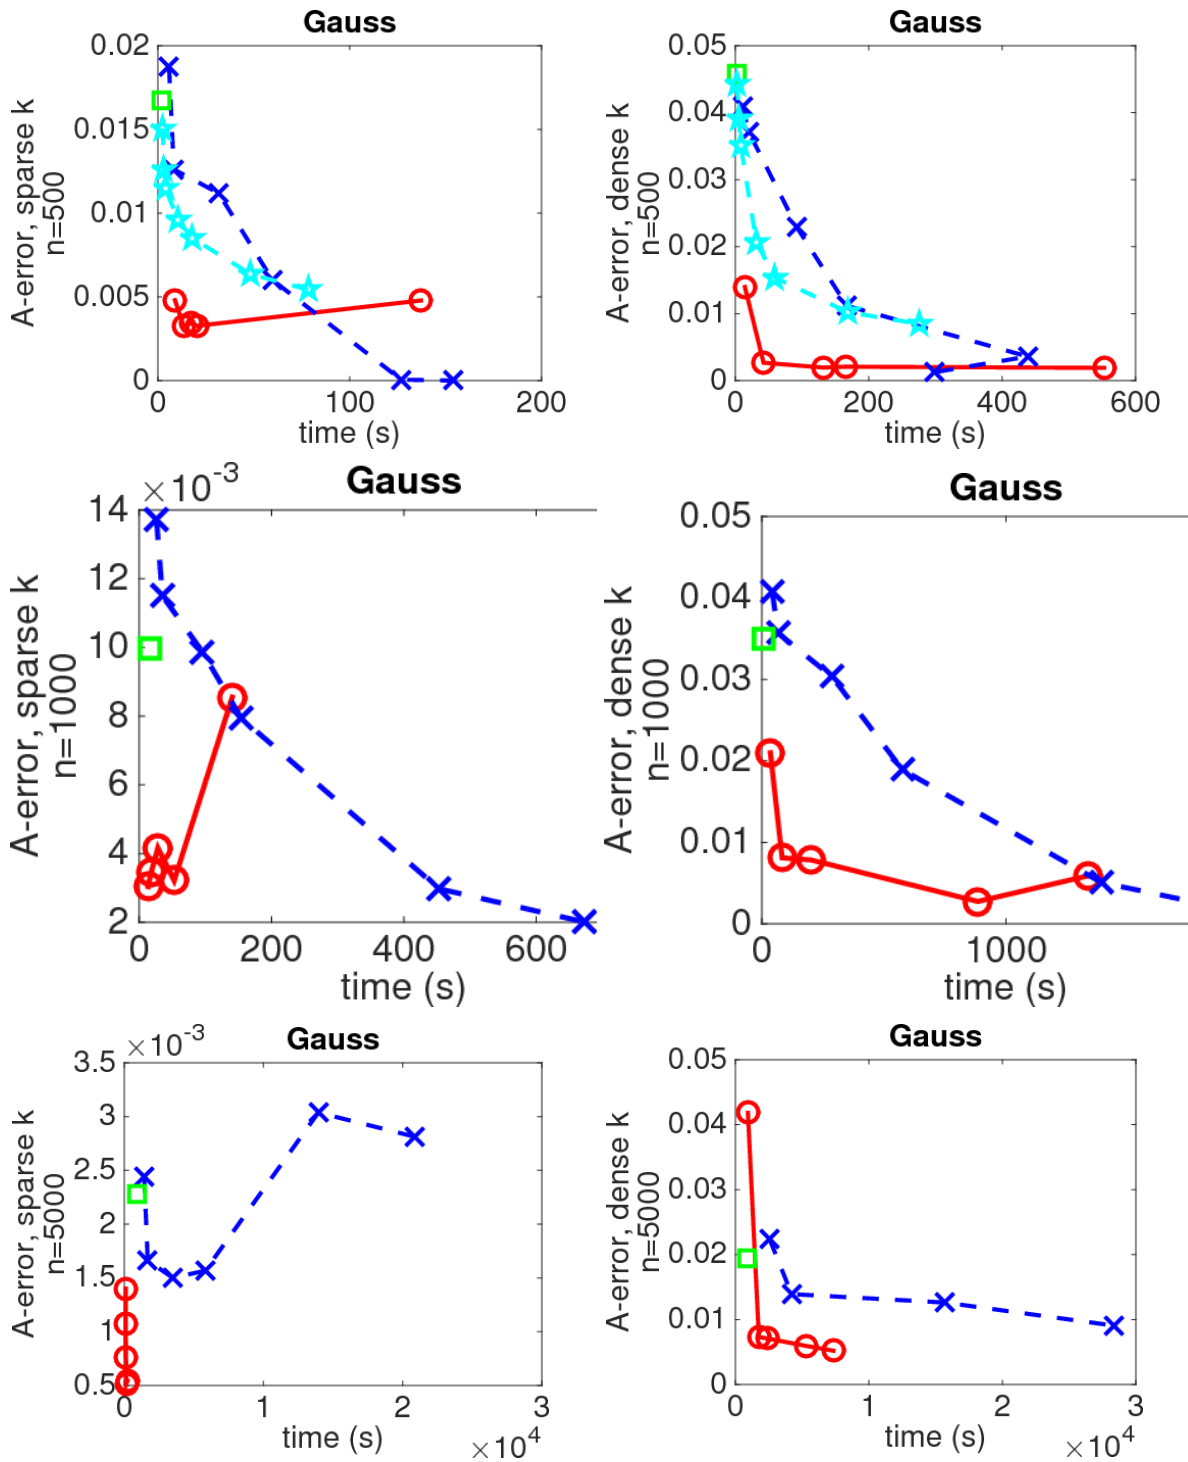 Gauss
0.02
0.015
0.01
0.005
0
0
100
200
time (s)
A-error, sparse k
n=500
Gauss
0.05
0.04
0.03
0.02
0.01
0
0
200
400
600
time (s)
A-error, dense k
n=500
Gauss
×10-3
14
12
10
8
6
4
2
0
200
400
600
time (s)
A-error, sparse k
n=1000
Gauss
0.05
0.04
0.03
0.02
0.01
0
0
1000
time (s)
A-error, dense k
n=1000
Gauss
×10-3
3.5
3
2.5
2
1.5
1
0.5
0
1
2
3
time (s)
×10⁴
A-error, sparse k
n=5000
Gauss
0.05
0.04
0.03
0.02
0.01
0
0
1
2
3
time (s)
×10⁴
A-error, dense k
n=5000